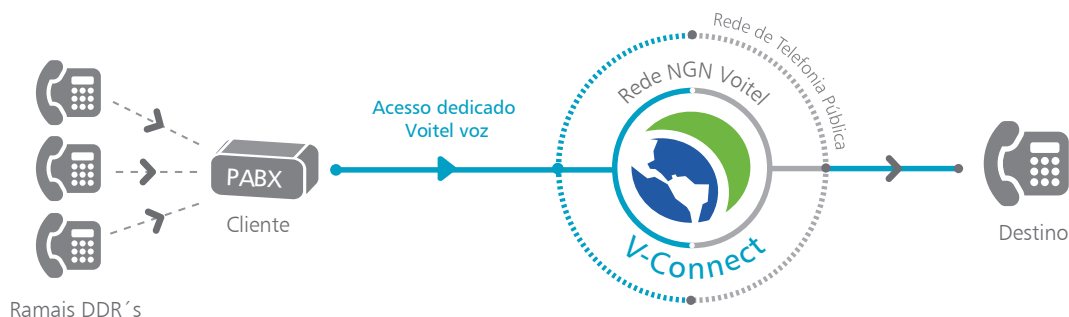 Rede de Telefonia Pública
Rede NGN Voitel
Acesso dedicado
Voitel voz
PABX
Cliente
Destino
V-Connect
Ramais DDR´s